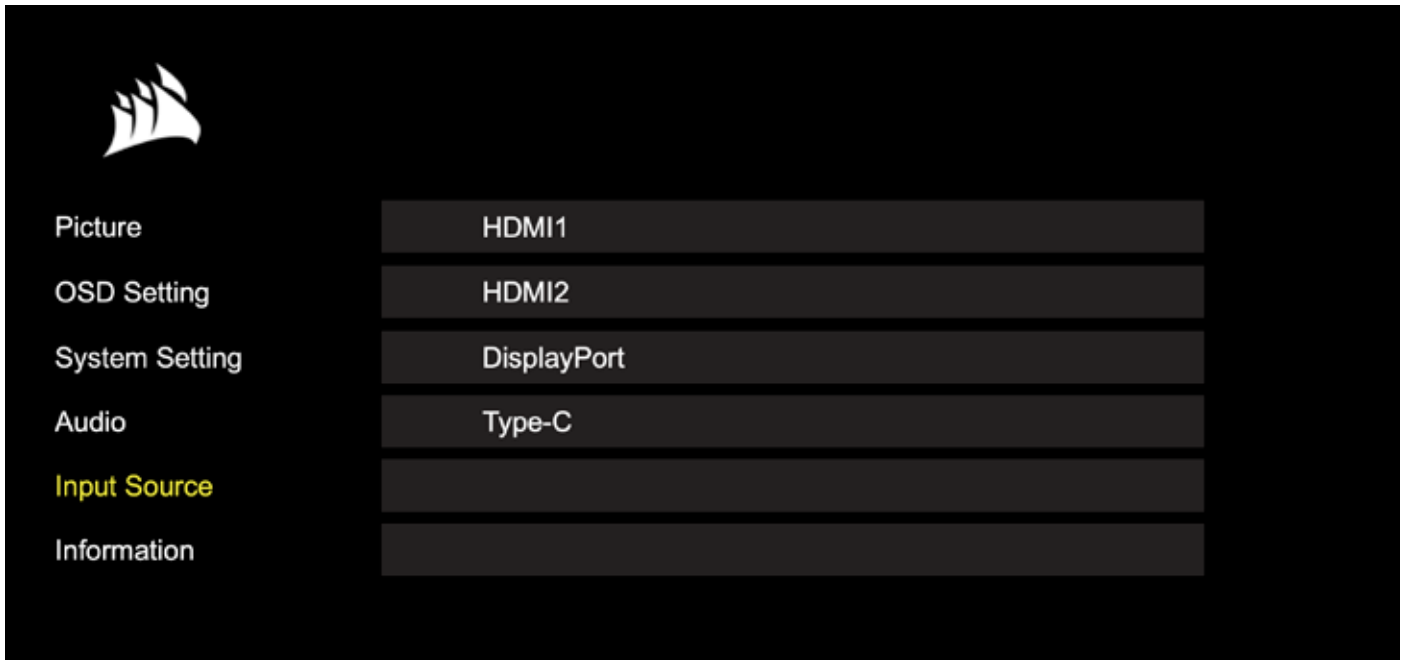 Picture
HDMI1
OSD Setting
HDMI2
System Setting
DisplayPort
Audio
Type-C
Input Source
Information